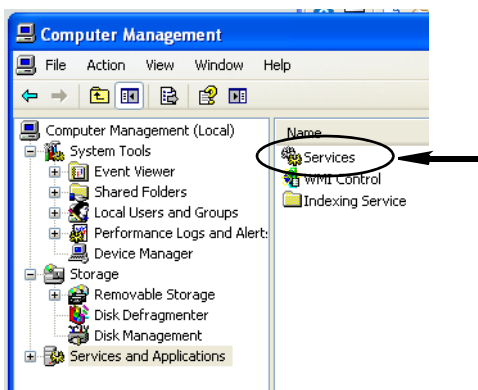 Computer Management
File Action View Window Help
Computer Management (Local)
System Tools
Event Viewer
Shared Folders
Local Users and Groups
Performance Logs and Alert:
Device Manager
Storage
Removable Storage
Disk Defragmenter
Disk Management
Services and Applications
Name
Services
WMI Control
Indexing Service